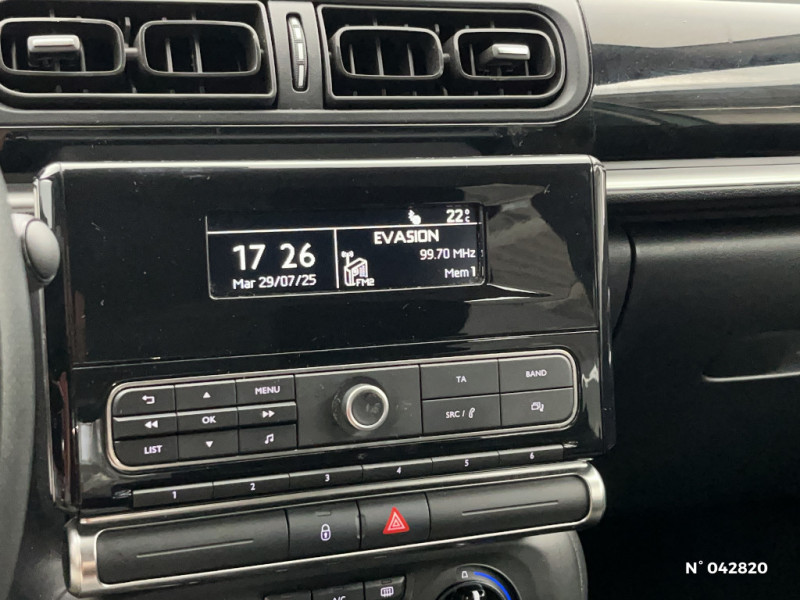 22°C
17 26
Mar 29/07/25
EVASION
99.70 MHz
FM2
Mem 1
MENU
TA
BAND
OK
SRC /
LIST
1 2 3 4 5 6
A/C
N° 042820